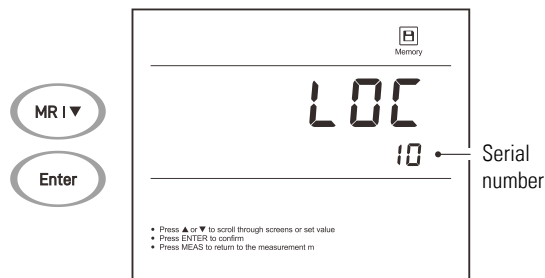 Memory
MR I ▼
LOC
10
Serial
number
Enter
• Press ▲ or ▼ to scroll through screens or set value
• Press ENTER to confirm
• Press MEAS to return to the measurement m